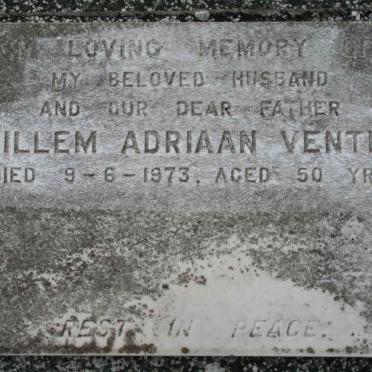 LOVING MEMORY
MY BELOVED HUSBAND
AND OUR DEAR FATHER
ILLEM ADRIAAN VENT
IED 9-6-1973. AGED 50 YR
REST IN PEACE.